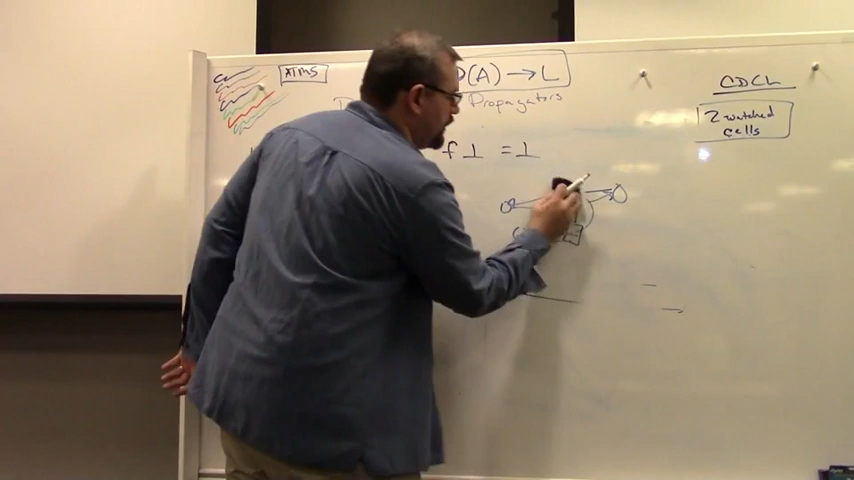 ATMS
(A) → L
Propagators
f ⊥ = ⊥
CDCL
2 watched
cells